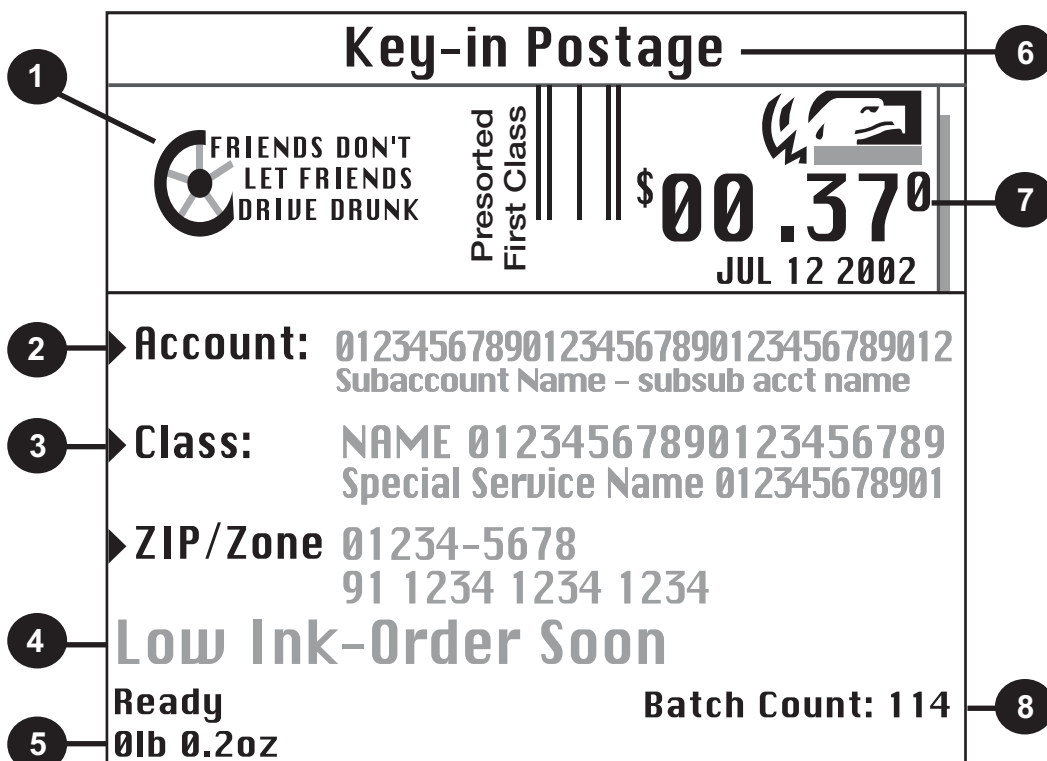 Key-in Postage
6
1
FRIENDS DON'T
LET FRIENDS
DRIVE DRUNK
Presorted
First Class
$00.370
7
JUL 12 2002
2
Account: 012345678901234567890123456789012
Subaccount Name - subsub acct name
3
Class: NAME 01234567890123456789
Special Service Name 012345678901
ZIP/Zone 01234-5678
91 1234 1234 1234
4
Low Ink-Order Soon
Ready
Batch Count: 114
8
5
0lb 0.2oz